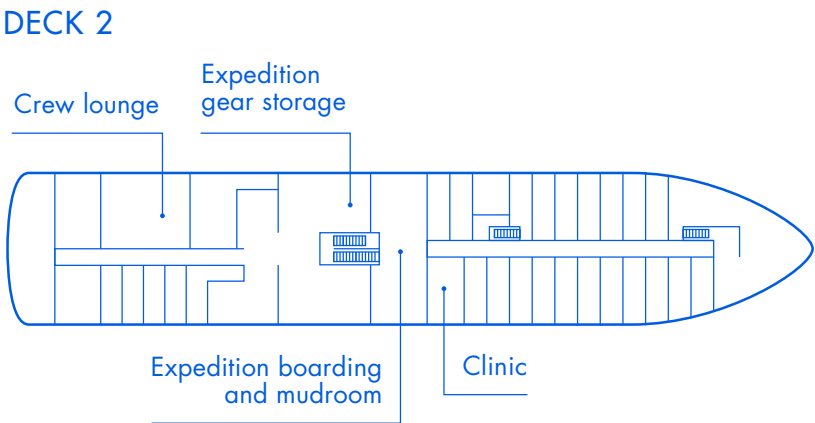 DECK 2
Expedition
gear storage
Crew lounge
Expedition boarding
and mudroom
Clinic